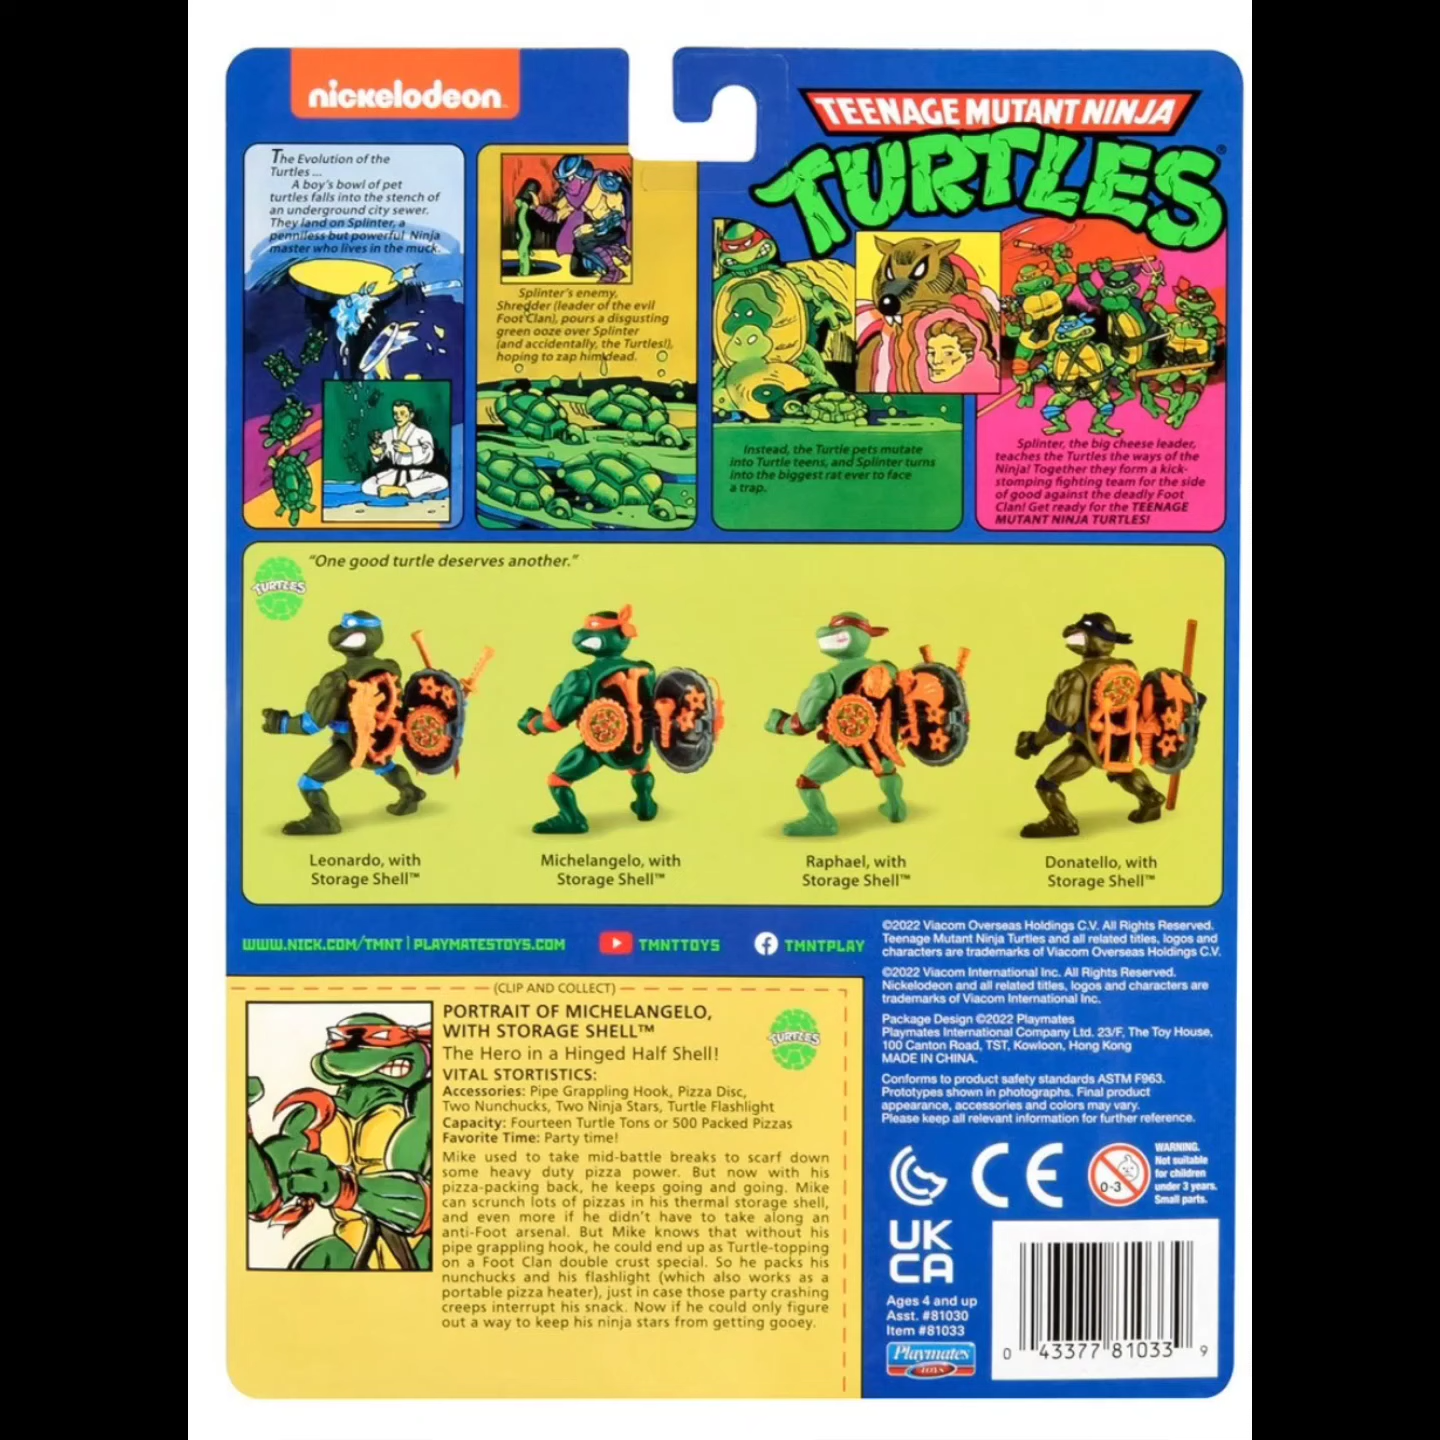 nickelodeon
TEENAGE MUTANT NINJA
TURTLES®
The Evolution of the
Turtles ...
A boy's bowl of pet
turtles falls into the stench of
an underground city sewer.
They land on Splinter, a
penniless but powerful Ninja
master who lives in the muck.
Splinter's enemy,
Shredder (leader of the evil
Foot Clan), pours a disgusting
green ooze over Splinter
(and accidentally, the Turtles!),
hoping to zap him dead.
Instead, the Turtle pets mutate
into Turtle teens, and Splinter turns
into the biggest rat ever to face
a trap.
Splinter, the big cheese leader,
teaches the Turtles the ways of the
Ninja! Together they form a kick-
stomping fighting team for the side
of good against the deadly Foot
Clan! Get ready for the TEENAGE
MUTANT NINJA TURTLES!
TURTLES
"One good turtle deserves another."
Leonardo, with
Storage Shell™
Michelangelo, with
Storage Shell™
Raphael, with
Storage Shell™
Donatello, with
Storage Shell™
WWW.NICK.COM/TMNT | PLAYMATESTOYS.COM
TMNTTOYS
TMNTPLAY
(CLIP AND COLLECT)
PORTRAIT OF MICHELANGELO,
WITH STORAGE SHELL™
TURTLES
The Hero in a Hinged Half Shell!
VITAL STORTISTICS:
Accessories: Pipe Grappling Hook, Pizza Disc,
Two Nunchucks, Two Ninja Stars, Turtle Flashlight
Capacity: Fourteen Turtle Tons or 500 Packed Pizzas
Favorite Time: Party time!
Mike used to take mid-battle breaks to scarf down
some heavy duty pizza power. But now with his
pizza-packing back, he keeps going and going. Mike
can scrunch lots of pizzas in his thermal storage shell,
and even more if he didn't have to take along an
anti-Foot arsenal. But Mike knows that without his
pipe grappling hook, he could end up as Turtle-topping
on a Foot Clan double crust special. So he packs his
nunchucks and his flashlight (which also works as a
portable pizza heater), just in case those party crashing
creeps interrupt his snack. Now if he could only figure
out a way to keep his ninja stars from getting gooey.
©2022 Viacom Overseas Holdings C.V. All Rights Reserved.
Teenage Mutant Ninja Turtles and all related titles, logos and
characters are trademarks of Viacom Overseas Holdings C.V.
©2022 Viacom International Inc. All Rights Reserved.
Nickelodeon and all related titles, logos and characters are
trademarks of Viacom International Inc.
Package Design ©2022 Playmates
Playmates International Company Ltd. 23/F, The Toy House,
100 Canton Road, TST, Kowloon, Hong Kong
MADE IN CHINA.
Conforms to product safety standards ASTM F963.
Prototypes shown in photographs. Final product
appearance, accessories and colors may vary.
Please keep all relevant information for further reference.
CE
0-3
WARNING.
Not suitable
for children
under 3 years.
Small parts.
UK
CA
Ages 4 and up
Asst. #81030
Item #81033
Playmates
TOYS
0 43377 81033 9